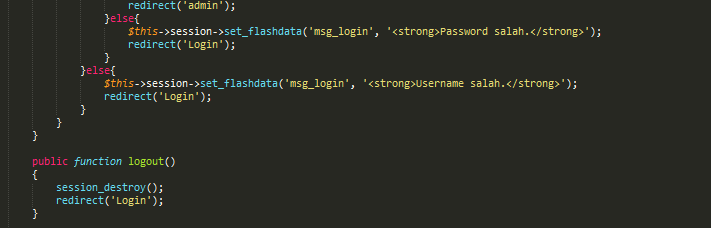 redirect('admin');
}else{
$this->session->set_flashdata('msg_login', '<strong>Password salah.</strong>');
redirect('Login');
}
}else{
$this->session->set_flashdata('msg_login', '<strong>Username salah.</strong>');
redirect('Login');
}
}
}
public function logout()
{
session_destroy();
redirect('Login');
}